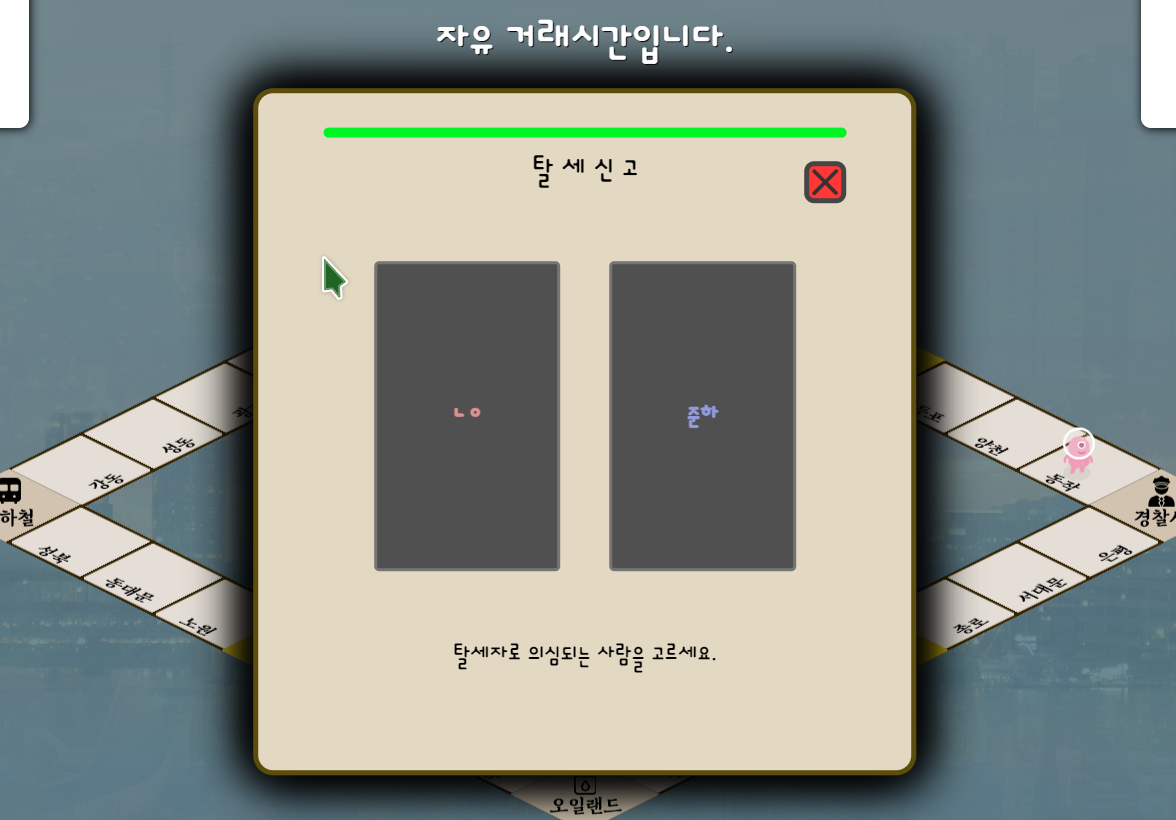 자유 거래시간입니다.
탈세신고
ㄴㅇ
준하
탈세자로 의심되는 사람을 고르세요.
성동
강동
하철
성북
동대문
노원
양천
동작
경찰
은평
서대문
종로
오일랜드